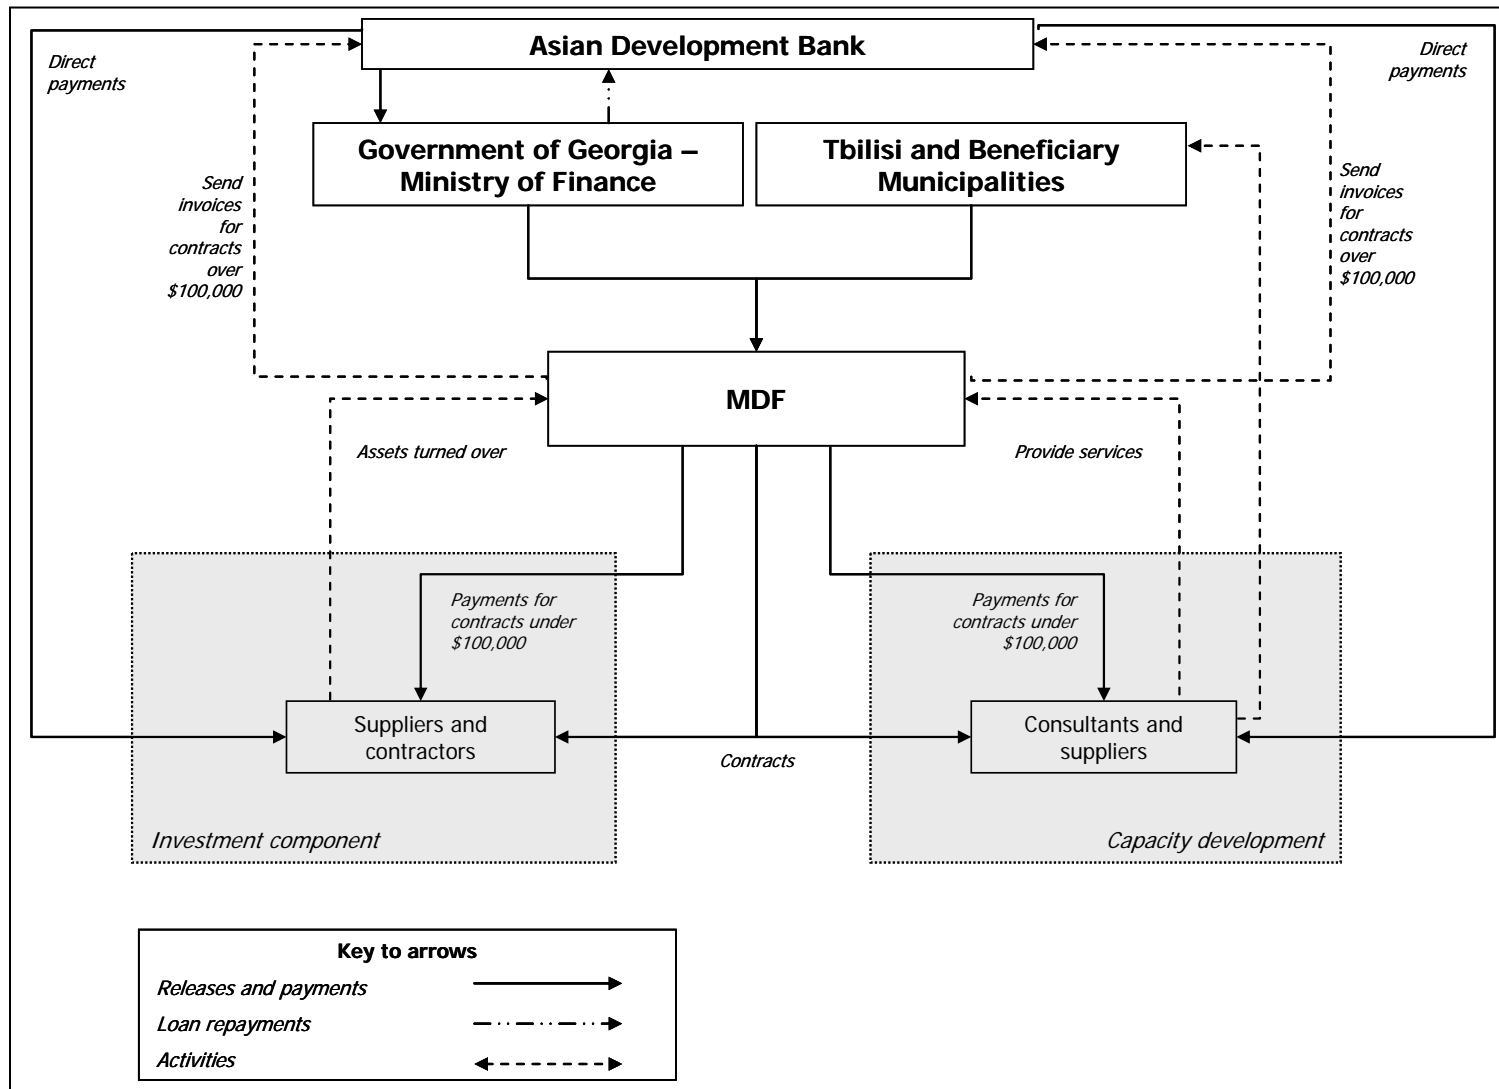 Asian Development Bank
Direct
payments
Direct
payments
Government of Georgia –
Ministry of Finance
Tbilisi and Beneficiary
Municipalities
Send
invoices
for
contracts
over
$100,000
Send
invoices
for
contracts
over
$100,000
MDF
Assets turned over
Provide services
Payments for
contracts under
$100,000
Payments for
contracts under
$100,000
Suppliers and
contractors
Consultants and
suppliers
Contracts
Investment component
Capacity development
Key to arrows
Releases and payments
Loan repayments
Activities